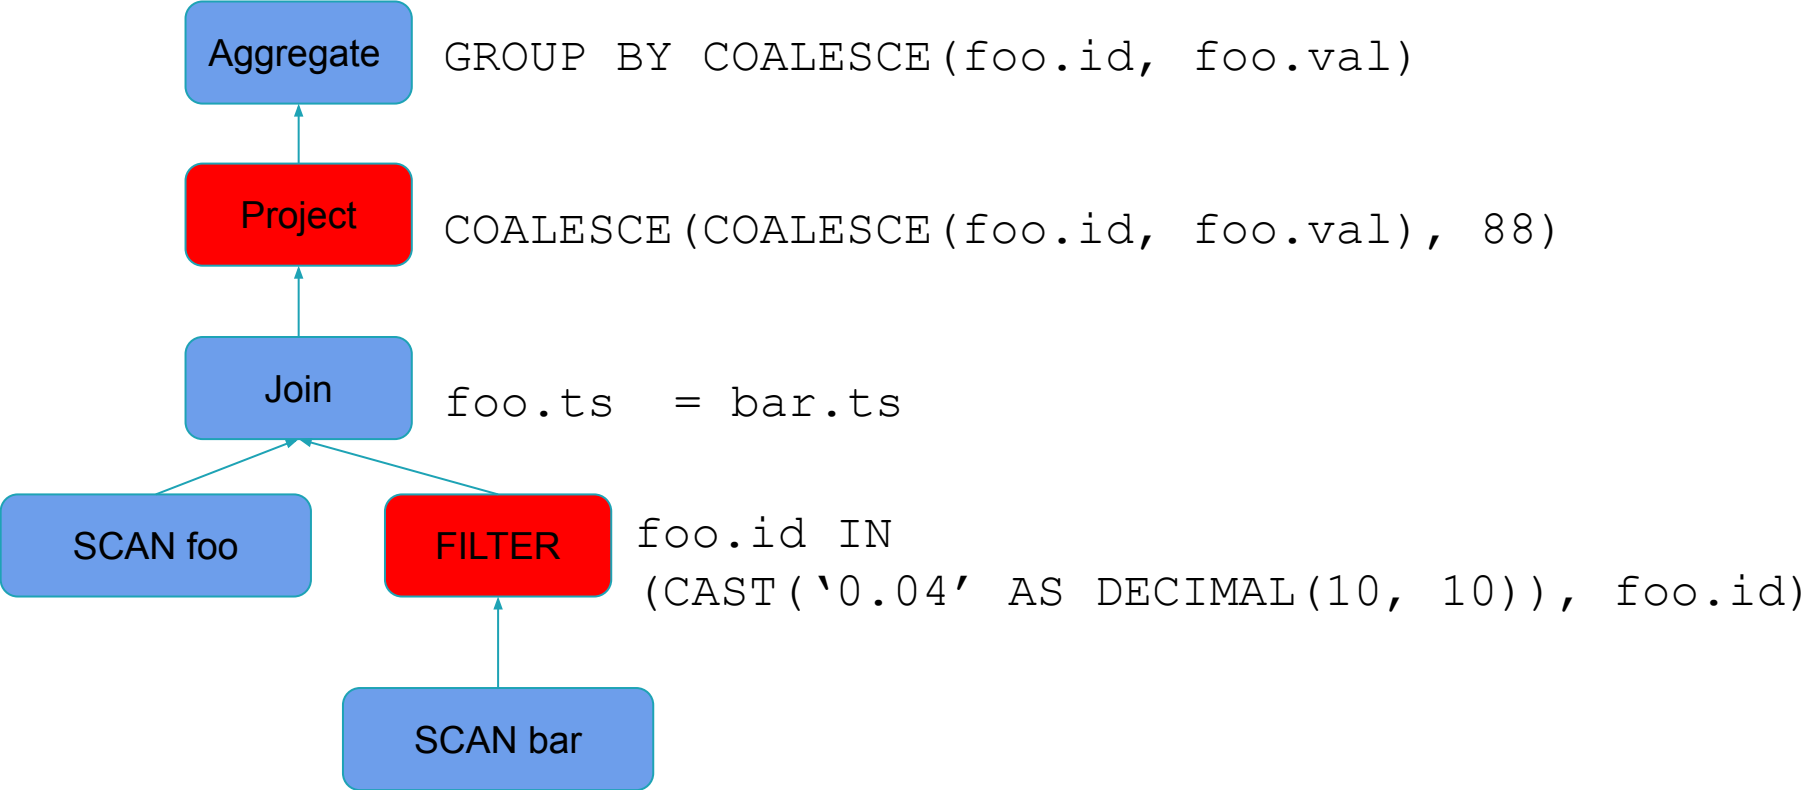 Aggregate
GROUP BY COALESCE(foo.id, foo.val)
Project
COALESCE(COALESCE(foo.id, foo.val), 88)
Join
foo.ts  = bar.ts
SCAN foo
FILTER
foo.id IN
(CAST(‘0.04’ AS DECIMAL(10, 10)), foo.id)
SCAN bar